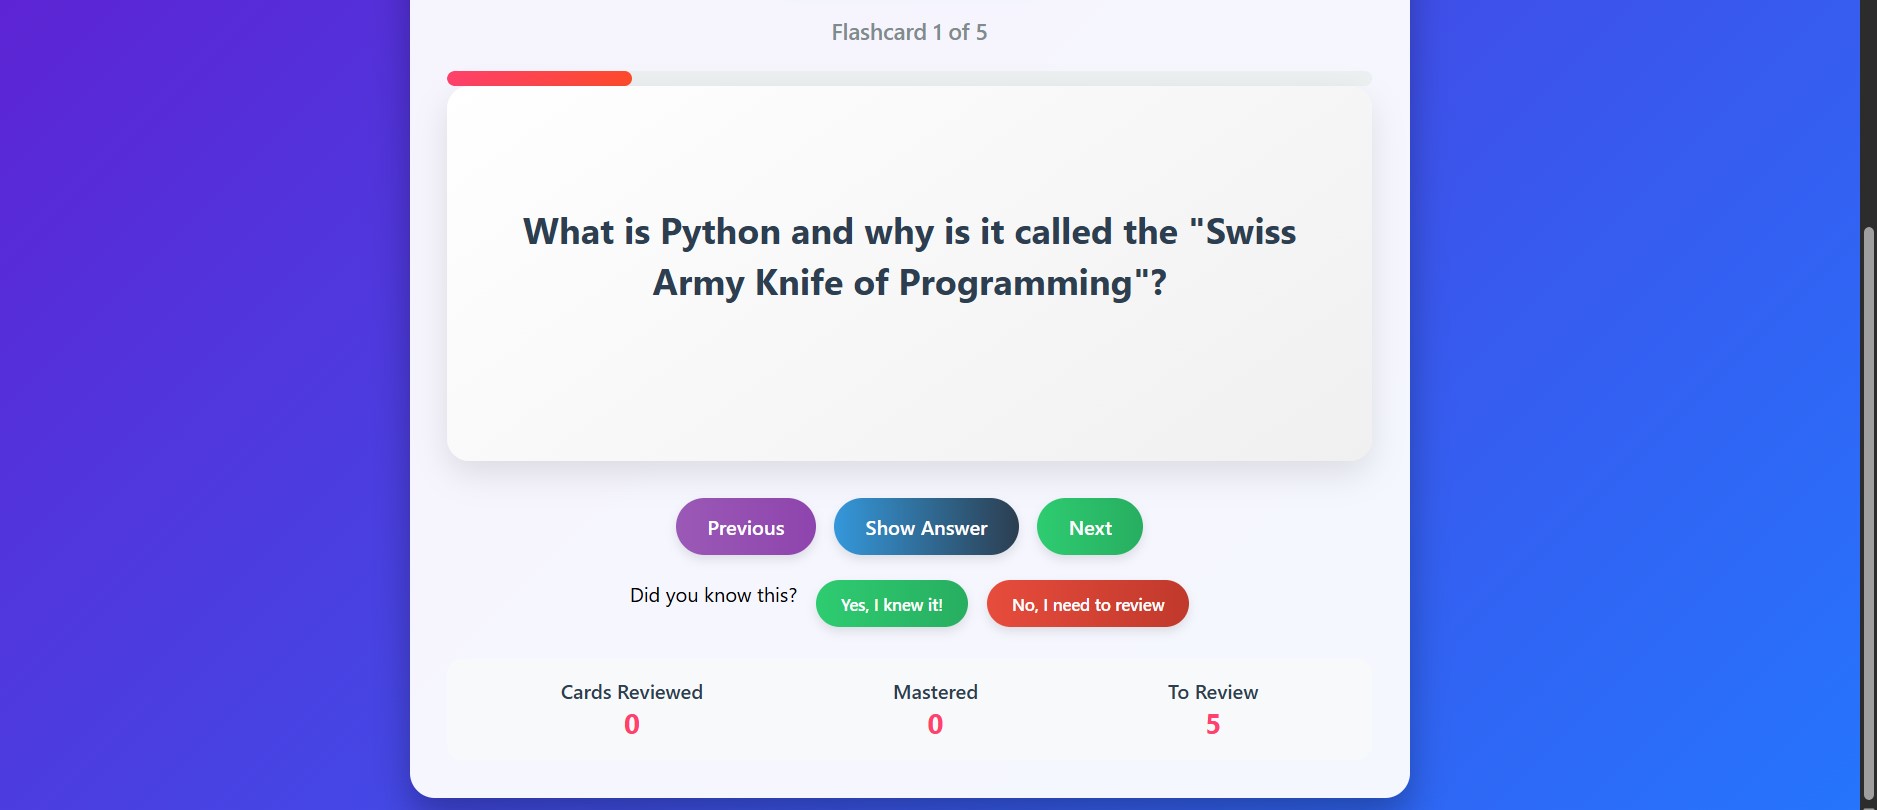 Flashcard 1 of 5
What is Python and why is it called the "Swiss
Army Knife of Programming"?
Previous
Show Answer
Next
Did you know this?
Yes, I knew it!
No, I need to review
Cards Reviewed
Mastered
To Review
0
0
5